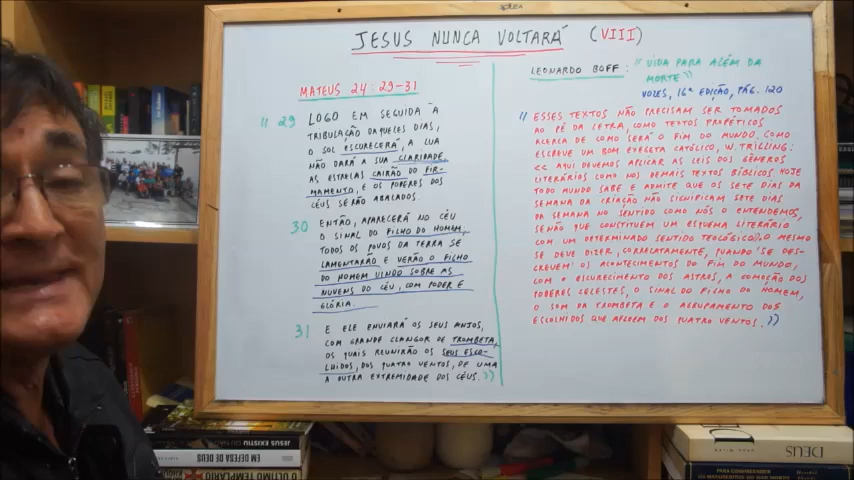 JESUS NUNCA VOLTARÁ (VIII)
MATEUS 24:29-31
" 29 LOGO EM SEGUIDA À
TRIBULAÇÃO DAQUELES DIAS,
O SOL ESCURECERÁ, A LUA
NÃO DARÁ A SUA CLARIDADE,
AS ESTRELAS CAIRÃO DO FIR-
MAMENTO, E OS PODERES DOS
CÉUS SERÃO ABALADOS.
30 ENTÃO, APARECERÁ NO CÉU
O SINAL DO FILHO DO HOMEM,
TODOS OS POVOS DA TERRA SE
LAMENTARÃO E VERÃO O FILHO
DO HOMEM VINDO SOBRE AS
NUVENS DO CÉU, COM PODER E
GLÓRIA.
31 E ELE ENVIARÁ OS SEUS ANJOS,
COM GRANDE CLANGOR DE TROMBETA,
OS QUAIS REUNIRÃO OS SEUS ESCO-
LHIDOS, DOS QUATRO VENTOS, DE UMA
A OUTRA EXTREMIDADE DOS CÉUS.))
LEONARDO BOFF: "VIDA PARA ALÉM DA
MORTE"
VOZES, 16ª EDIÇÃO, PÁG. 120
" ESSES TEXTOS NÃO PRECISAM SER TOMADOS
AO PÉ DA LETRA, COMO TEXTOS PROFÉTICOS
ACERCA DE COMO SERÁ O FIM DO MUNDO. COMO
ESCREVE UM BOM EXEGETA CATÓLICO, W. TRILLING:
<< AQUI DEVEMOS APLICAR AS LEIS DOS GÊNEROS
LITERÁRIOS COMO NOS DEMAIS TEXTOS BÍBLICOS HOJE
TODO MUNDO SABE E ADMITE QUE OS SETE DIAS DA
SEMANA DA CRIAÇÃO NÃO SIGNIFICAM SETE DIAS
DA SEMANA NO SENTIDO COMO NÓS O ENTENDEMOS,
SENÃO QUE CONSTITUEM UM ESQUEMA LITERÁRIO
COM UM DETERMINADO SENTIDO TEOLÓGICO>>, O MESMO
SE DEVE DIZER, CORRECTAMENTE, QUANDO SE DES-
CREVEM OS ACONTECIMENTOS DO FIM DO MUNDO,
COM O ESCURECIMENTO DOS ASTROS, A COMOÇÃO DOS
PODERES CELESTES, O SINAL DO FILHO DO HOMEM,
O SOM DA TROMBETA E O AGRUPAMENTO DOS
ESCOLHIDOS QUE AFLUEM DOS QUATRO VENTOS.))
JESUS EXISTIU OU NÃO?
EM DEFESA DE DEUS
O ÚLTIMO TEMPLÁRIO
DEUS